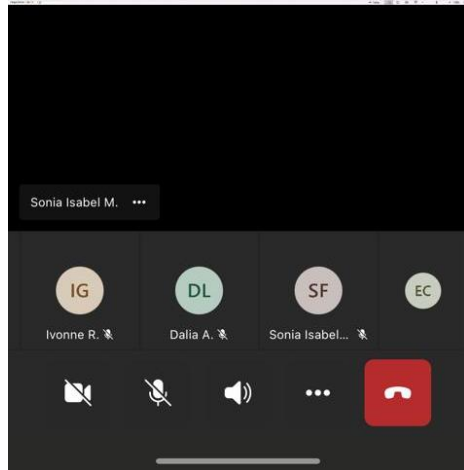 Sonia Isabel M. •••
IG DL SF EC
Ivonne R. Dalia A. Sonia Isabel...